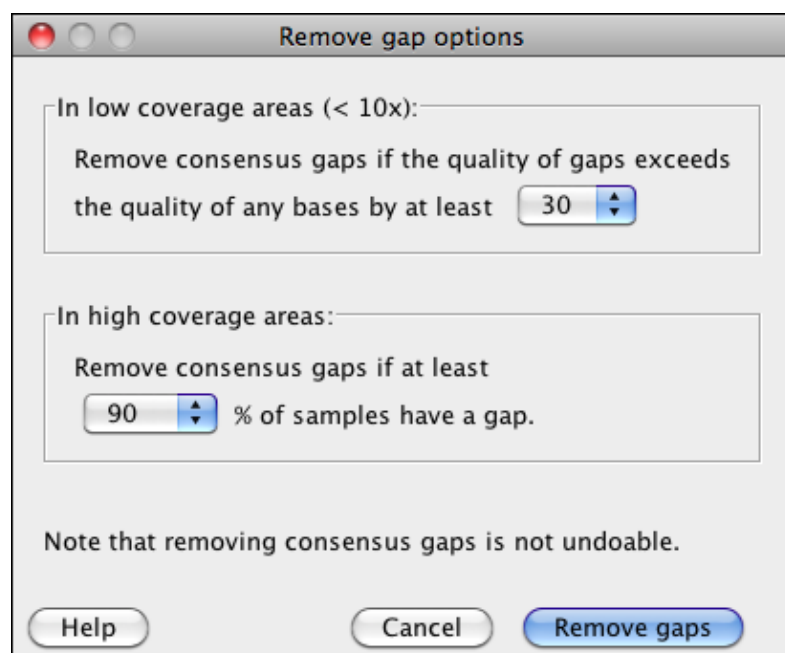 Remove gap options
In low coverage areas (< 10x):
Remove consensus gaps if the quality of gaps exceeds
the quality of any bases by at least 30
In high coverage areas:
Remove consensus gaps if at least
90 % of samples have a gap.
Note that removing consensus gaps is not undoable.
Help Cancel Remove gaps